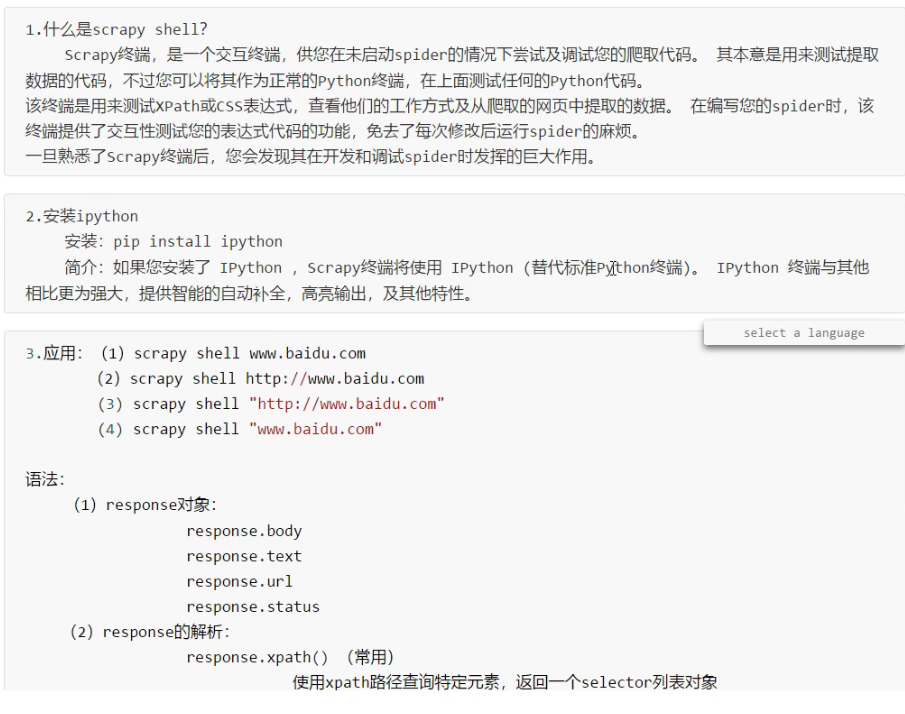 1.什么是scrapy shell?
Scrapy终端，是一个交互终端，供您在未启动spider的情况下尝试及调试您的爬取代码。 其本意是用来测试提取
数据的代码，不过您可以将其作为正常的Python终端，在上面测试任何的Python代码。
该终端是用来测试XPath或CSS表达式，查看他们的工作方式及从爬取的网页中提取的数据。 在编写您的spider时，该
终端提供了交互性测试您的表达式代码的功能，免去了每次修改后运行spider的麻烦。
一旦熟悉了Scrapy终端后，您会发现其在开发和调试spider时发挥的巨大作用。
2.安装ipython
安装：pip install ipython
简介：如果您安装了 IPython ，Scrapy终端将使用 IPython (替代标准Python终端)。 IPython 终端与其他
相比更为强大，提供智能的自动补全，高亮输出，及其他特性。
select a language
3.应用：（1）scrapy shell www.baidu.com
（2）scrapy shell http://www.baidu.com
（3）scrapy shell "http://www.baidu.com"
（4）scrapy shell "www.baidu.com"
语法：
（1）response对象：
response.body
response.text
response.url
response.status
（2）response的解析：
response.xpath() （常用）
使用xpath路径查询特定元素，返回一个selector列表对象